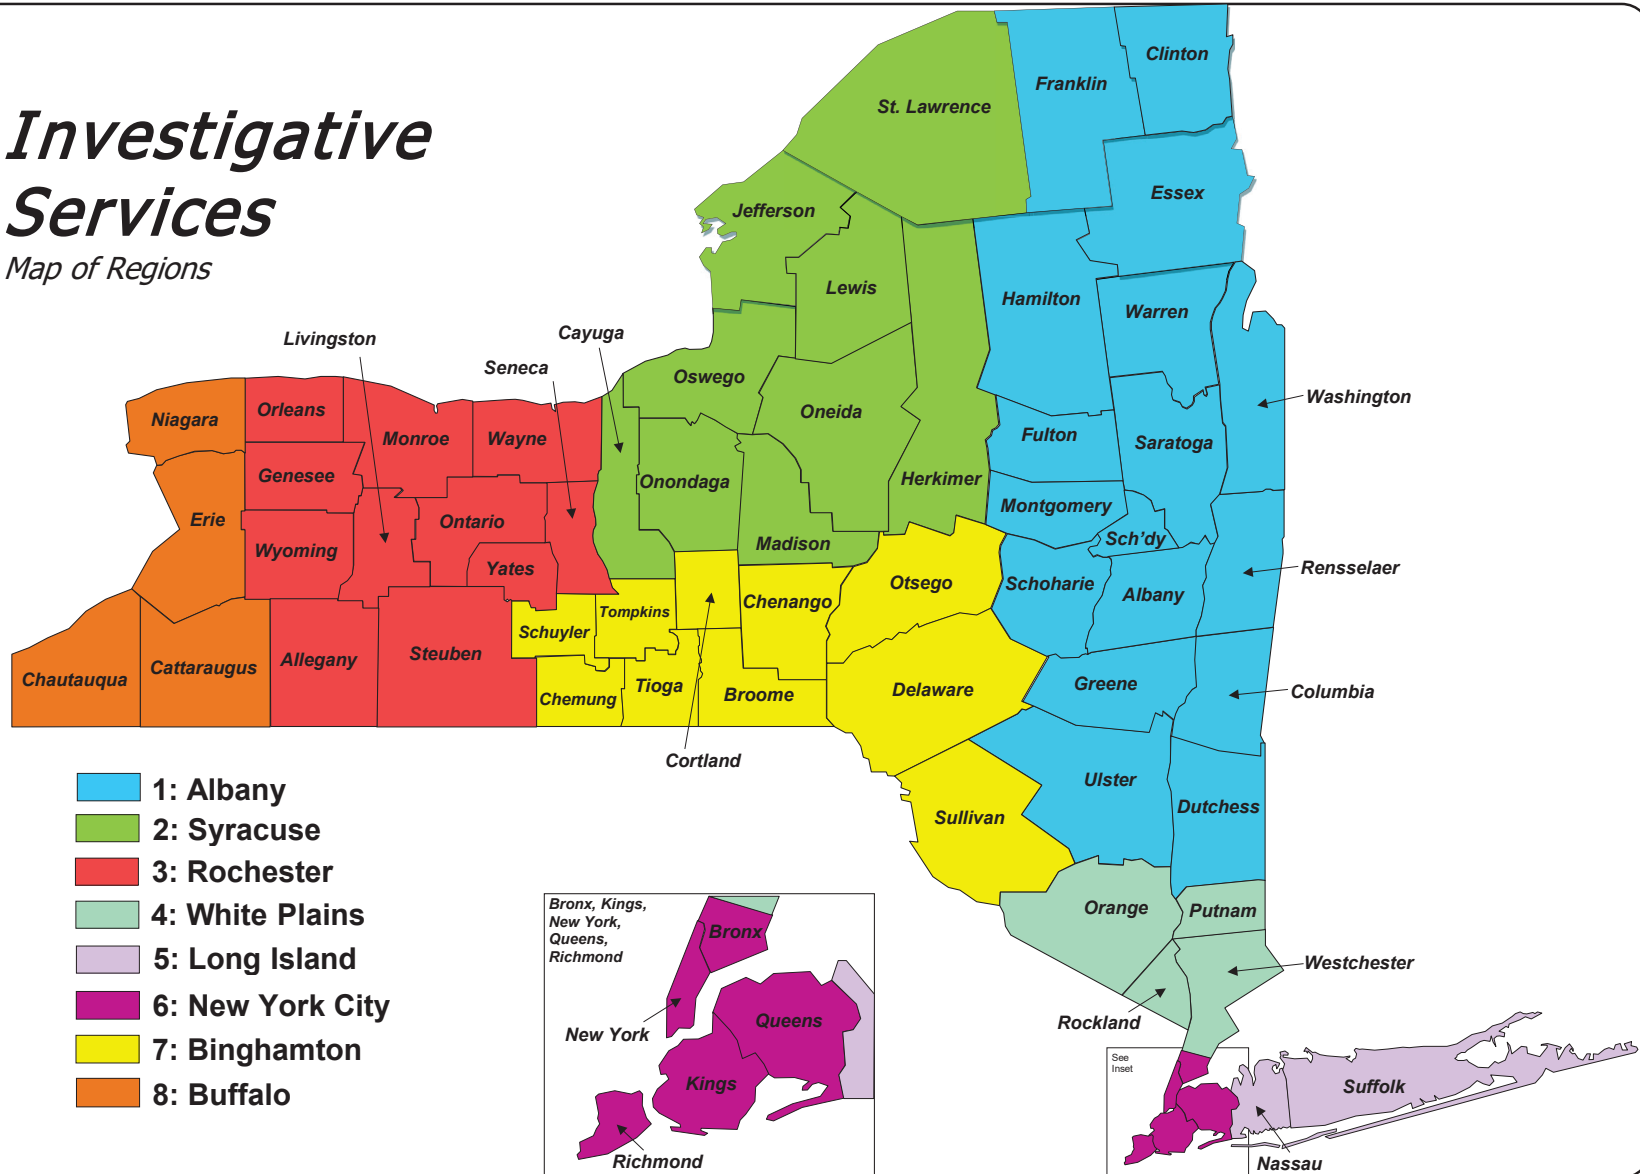 Investigative
Services
Map of Regions
Clinton
Franklin
St. Lawrence
Essex
Jefferson
Lewis
Hamilton
Warren
Livingston
Cayuga
Seneca
Oswego
Washington
Niagara
Orleans
Monroe
Wayne
Oneida
Fulton
Saratoga
Genesee
Onondaga
Herkimer
Montgomery
Erie
Wyoming
Ontario
Madison
Sch'dy
Yates
Otsego
Schoharie
Albany
Rensselaer
Chenango
Tompkins
Schuyler
Chautauqua
Cattaraugus
Allegany
Steuben
Chemung
Tioga
Broome
Delaware
Greene
Columbia
Cortland
Ulster
Dutchess
Sullivan
1: Albany
2: Syracuse
3: Rochester
4: White Plains
5: Long Island
6: New York City
7: Binghamton
8: Buffalo
Bronx, Kings,
New York,
Queens,
Richmond
Bronx
New York
Queens
Kings
Richmond
Orange
Putnam
Westchester
Rockland
See
Inset
Suffolk
Nassau